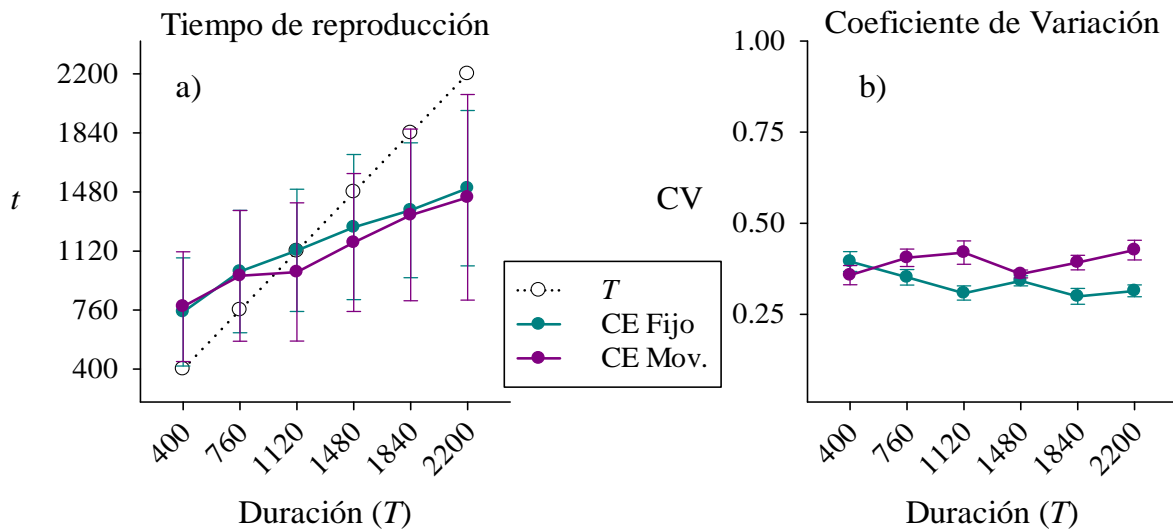 Tiempo de reproducción
a)
t
2200
1840
1480
1120
760
400
400 760 1120 1480 1840 2200
Duración (T)
T
CE Fijo
CE Mov.
Coeficiente de Variación
b)
CV
1.00
0.75
0.50
0.25
400 760 1120 1480 1840 2200
Duración (T)